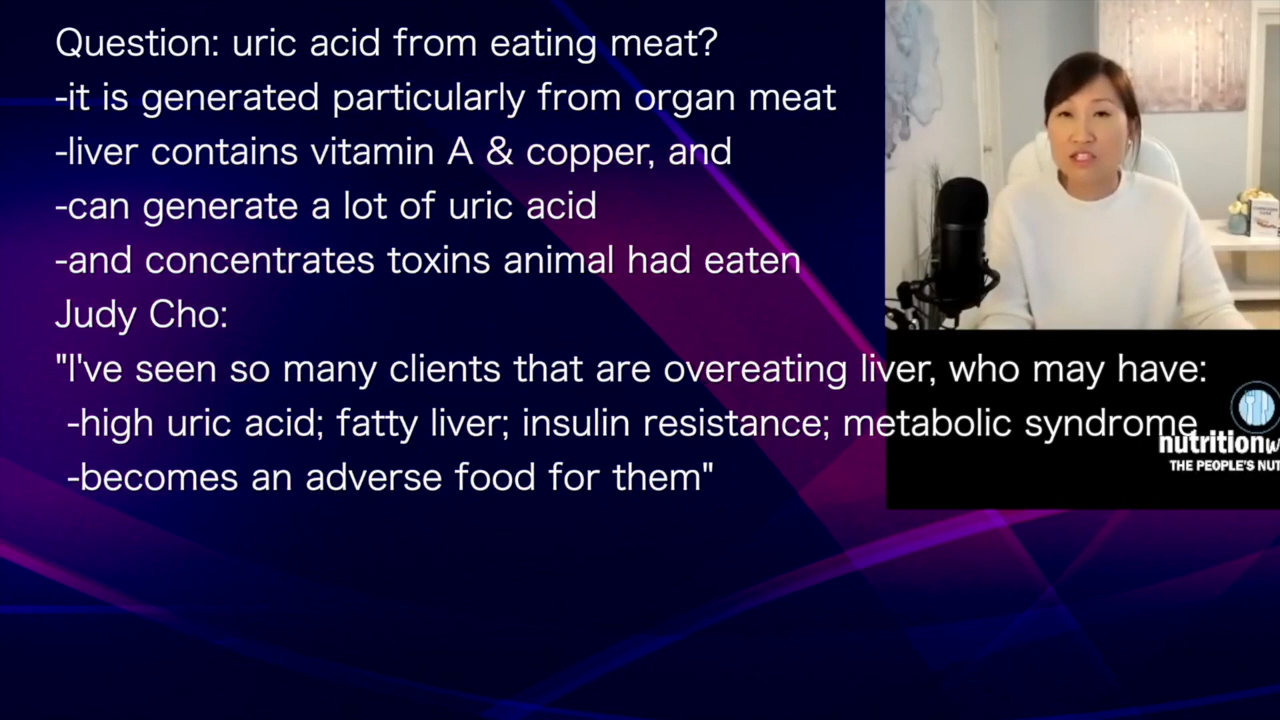 Question: uric acid from eating meat?
-it is generated particularly from organ meat
-liver contains vitamin A & copper, and
-can generate a lot of uric acid
-and concentrates toxins animal had eaten
Judy Cho:
"I've seen so many clients that are overeating liver, who may have:
-high uric acid; fatty liver; insulin resistance; metabolic syndrome
-becomes an adverse food for them"
nutritionw
THE PEOPLE'S NUT